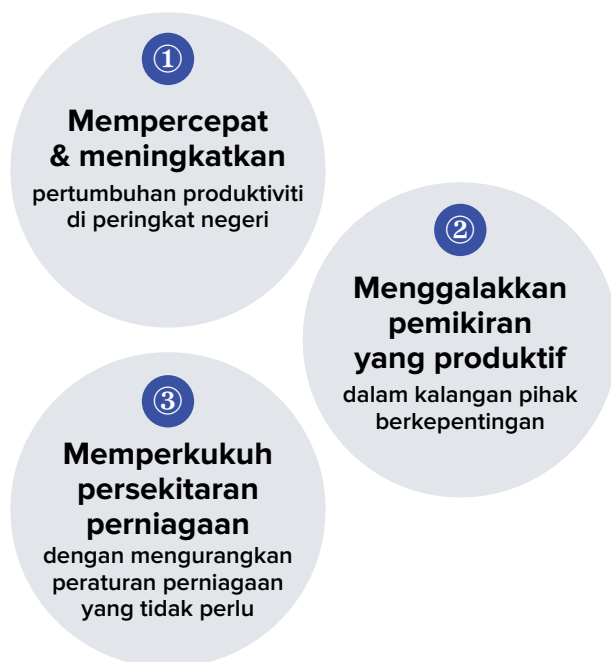 ①
Mempercepat
& meningkatkan
pertumbuhan produktiviti
di peringkat negeri
②
Menggalakkan
pemikiran
yang produktif
dalam kalangan pihak
berkepentingan
③
Memperkukuh
persekitaran
perniagaan
dengan mengurangkan
peraturan perniagaan
yang tidak perlu